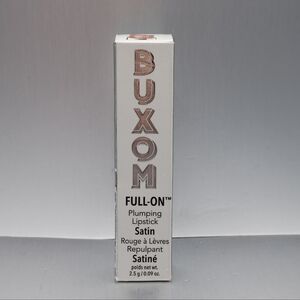 BUXOM
FULL-ON™
Plumping
Lipstick
Satin
Rouge à Lèvres
Repulpant
Satiné
poids net wt.
2.5 g / 0.09 oz.